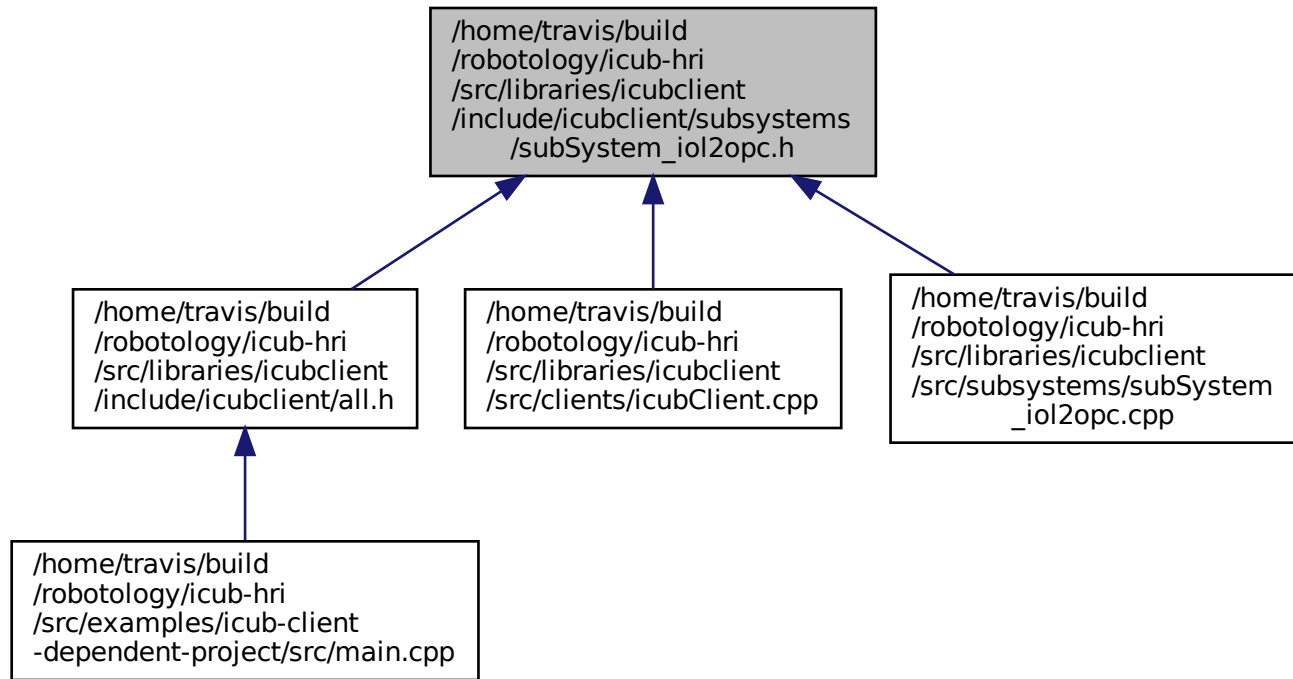 /home/travis/build
/robotology/icub-hri
/src/libraries/icubclient
/include/icubclient/subsystems
/subSystem_iol2opc.h
/home/travis/build
/robotology/icub-hri
/src/libraries/icubclient
/include/icubclient/all.h
/home/travis/build
/robotology/icub-hri
/src/libraries/icubclient
/src/clients/icubClient.cpp
/home/travis/build
/robotology/icub-hri
/src/libraries/icubclient
/src/subsystems/subSystem
_iol2opc.cpp
/home/travis/build
/robotology/icub-hri
/src/examples/icub-client
-dependent-project/src/main.cpp